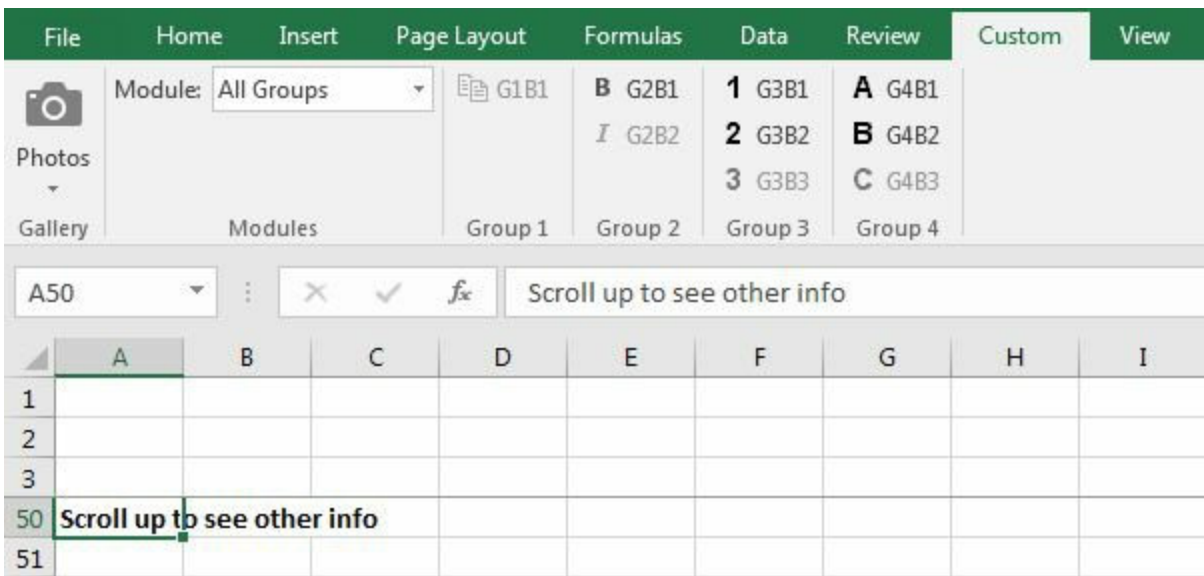 File Home Insert Page Layout Formulas Data Review Custom View
Module: All Groups G1B1 B G2B1 1 G3B1 A G4B1
I G2B2 2 G3B2 B G4B2
Photos
3 G3B3 C G4B3
Gallery Modules Group 1 Group 2 Group 3 Group 4
A50 fx Scroll up to see other info
A B C D E F G H I
1
2
3
50 Scroll up to see other info
51